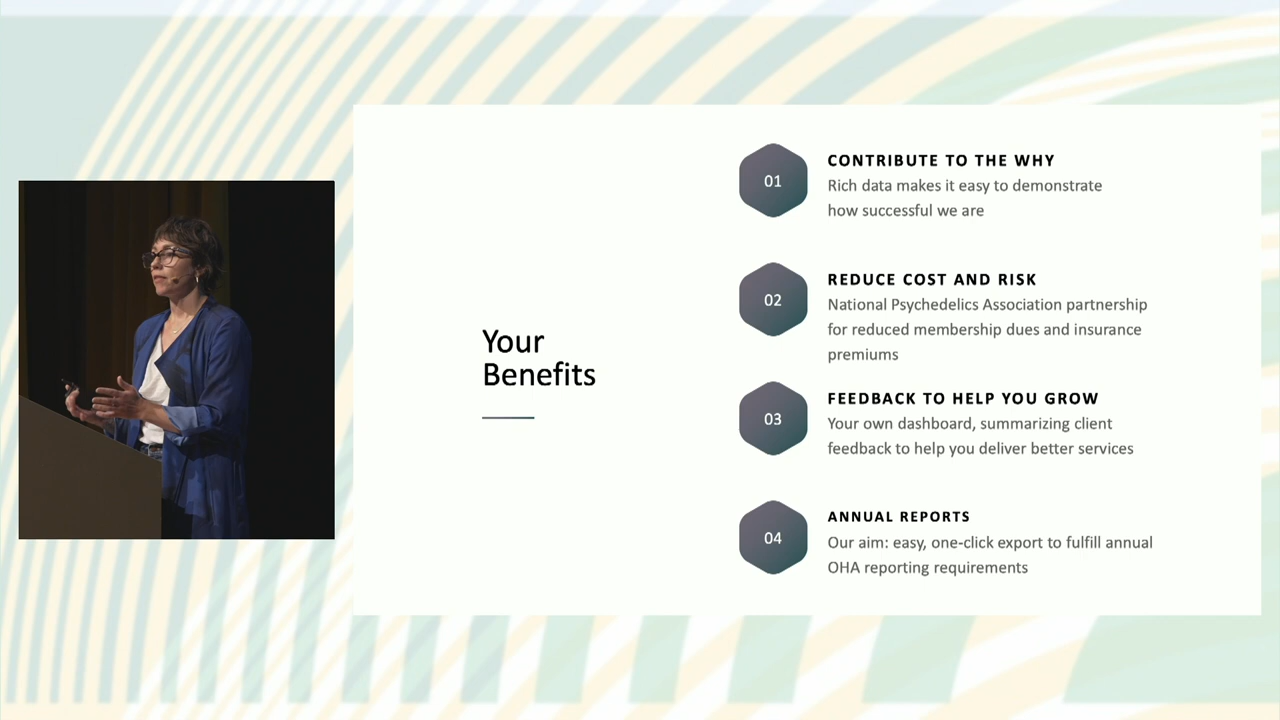 Your
Benefits
01
CONTRIBUTE TO THE WHY
Rich data makes it easy to demonstrate
how successful we are
02
REDUCE COST AND RISK
National Psychedelics Association partnership
for reduced membership dues and insurance
premiums
03
FEEDBACK TO HELP YOU GROW
Your own dashboard, summarizing client
feedback to help you deliver better services
04
ANNUAL REPORTS
Our aim: easy, one-click export to fulfill annual
OHA reporting requirements